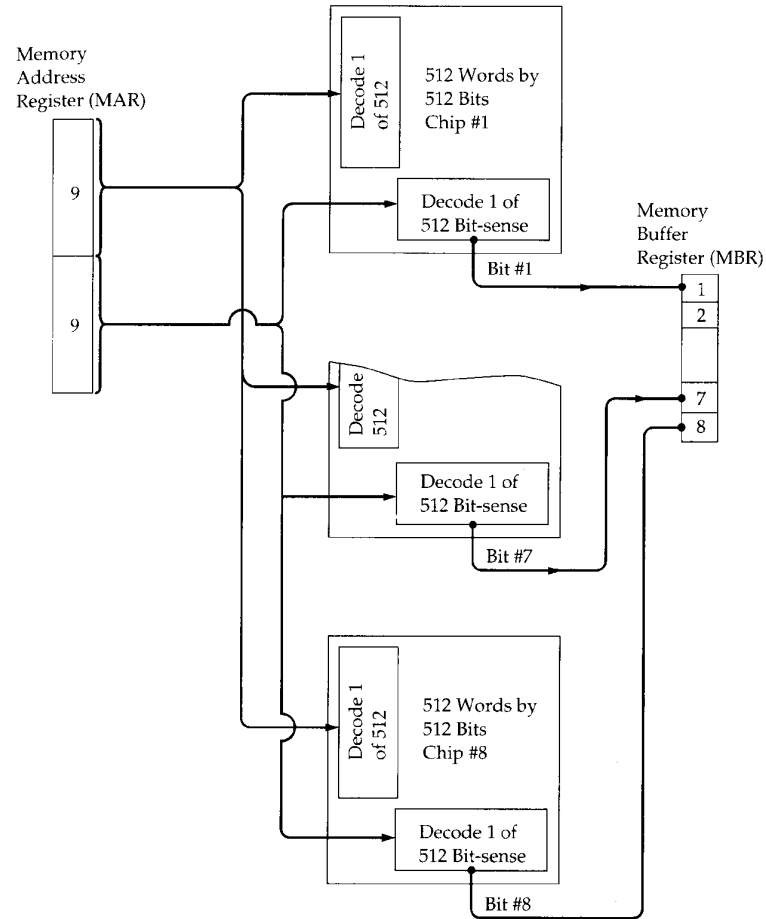 Memory
Address
Register (MAR)
9
9
Decode 1
of 512
512 Words by
512 Bits
Chip #1
Decode 1 of
512 Bit-sense
Bit #1
Memory
Buffer
Register (MBR)
1
2
7
8
Decode
512
Decode 1 of
512 Bit-sense
Bit #7
Decode 1
of 512
512 Words by
512 Bits
Chip #8
Decode 1 of
512 Bit-sense
Bit #8